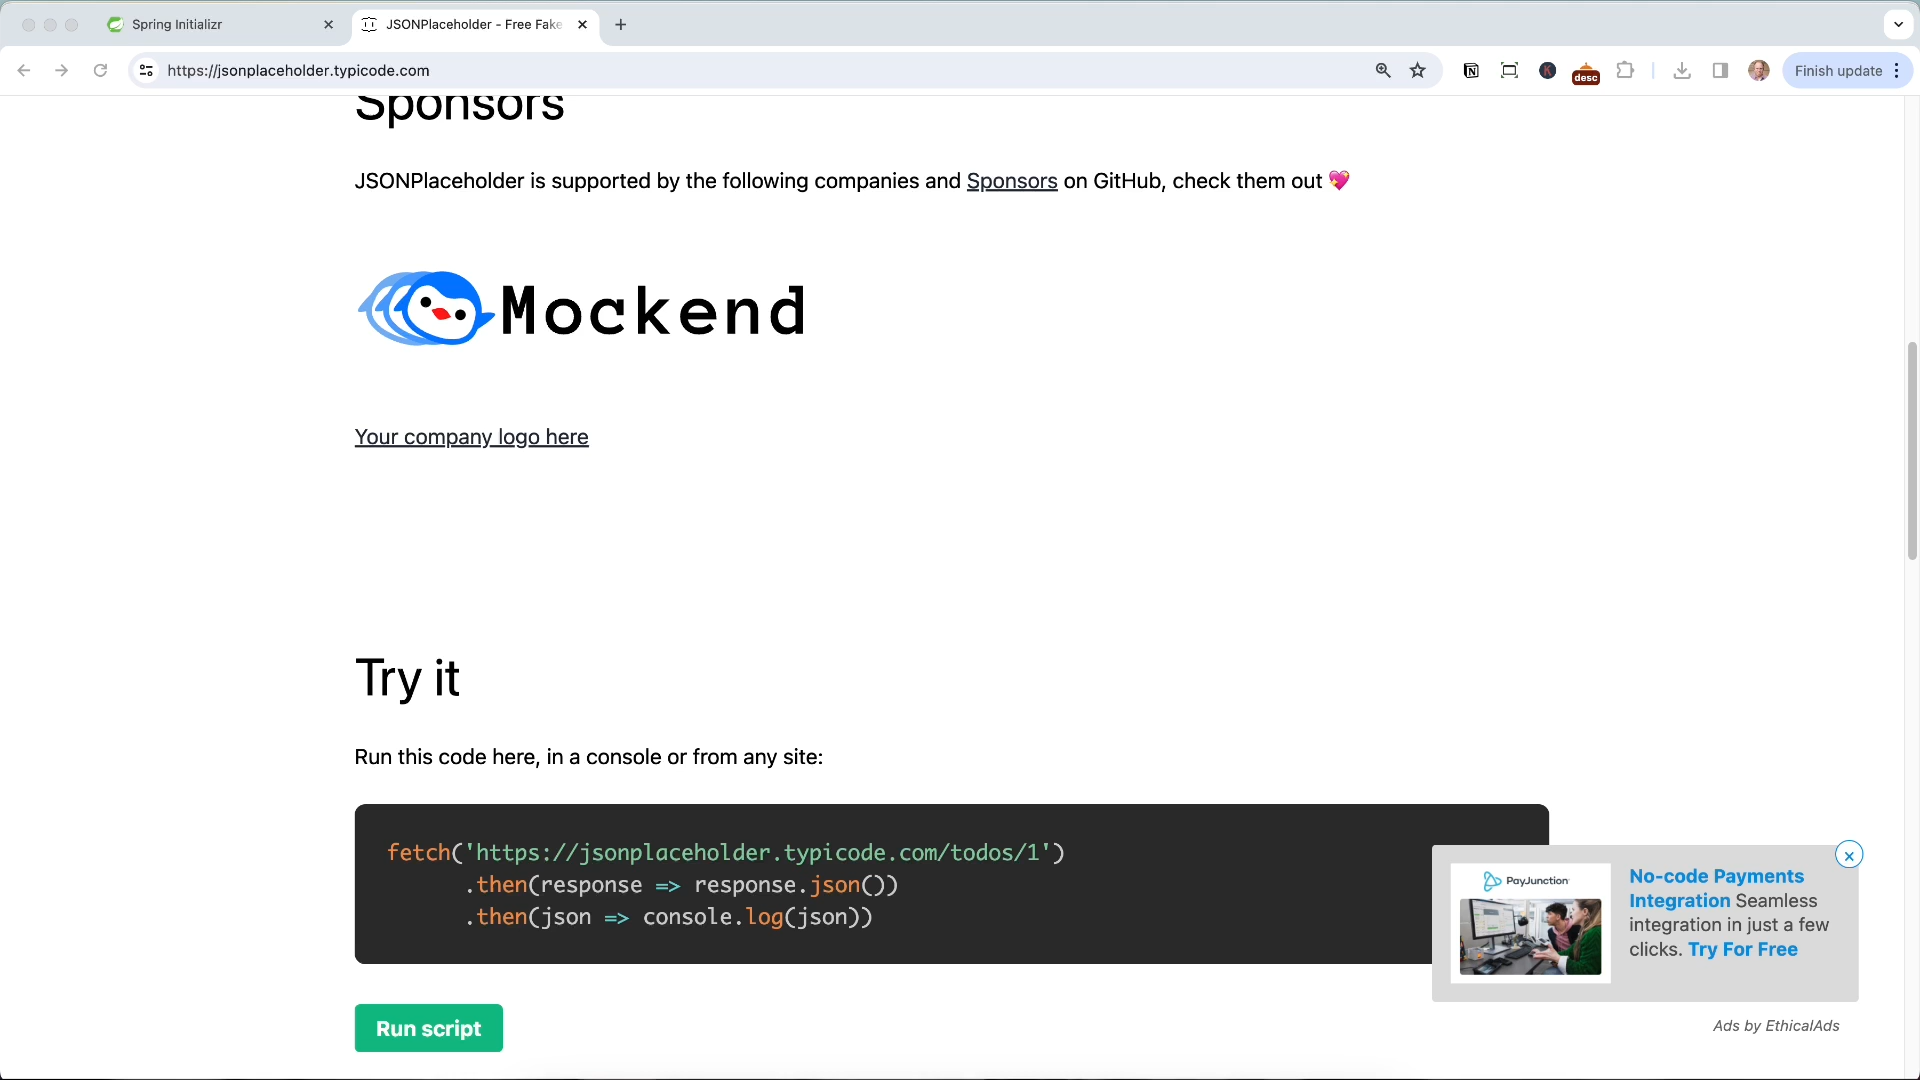 Spring Initializr
JSONPlaceholder - Free Fake
https://jsonplaceholder.typicode.com
K
desc
Finish update
Sponsors
JSONPlaceholder is supported by the following companies and Sponsors on GitHub, check them out 💖
Mockend
Your company logo here
Try it
Run this code here, in a console or from any site:
fetch('https://jsonplaceholder.typicode.com/todos/1')
.then(response => response.json())
.then(json => console.log(json))
Run script
PayJunction
No-code Payments
Integration Seamless
integration in just a few
clicks. Try For Free
Ads by EthicalAds